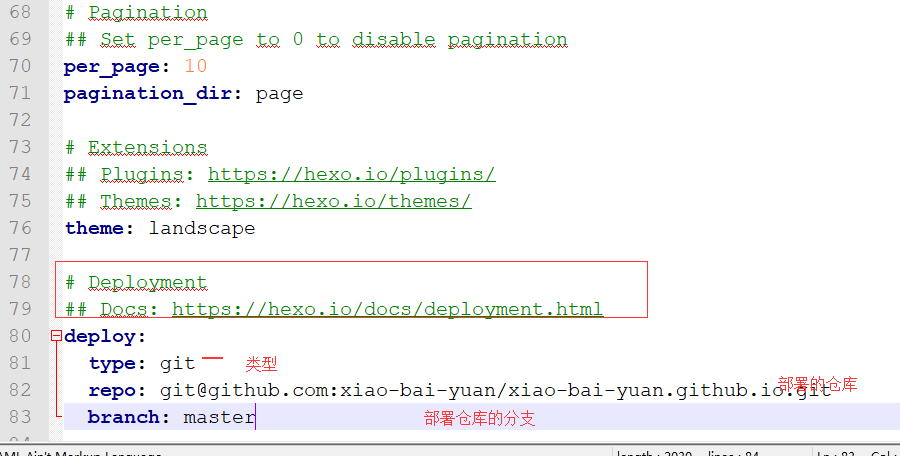 68 # Pagination
69 ## Set per_page to 0 to disable pagination
70 per_page: 10
71 pagination_dir: page
72
73 # Extensions
74 ## Plugins: https://hexo.io/plugins/
75 ## Themes: https://hexo.io/themes/
76 theme: landscape
77
78 # Deployment
79 ## Docs: https://hexo.io/docs/deployment.html
80 deploy:
81 type: git 类型
82 repo: git@github.com:xiao-bai-yuan/xiao-bai-yuan.github.io.git 部署的仓库
83 branch: master 部署仓库的分支